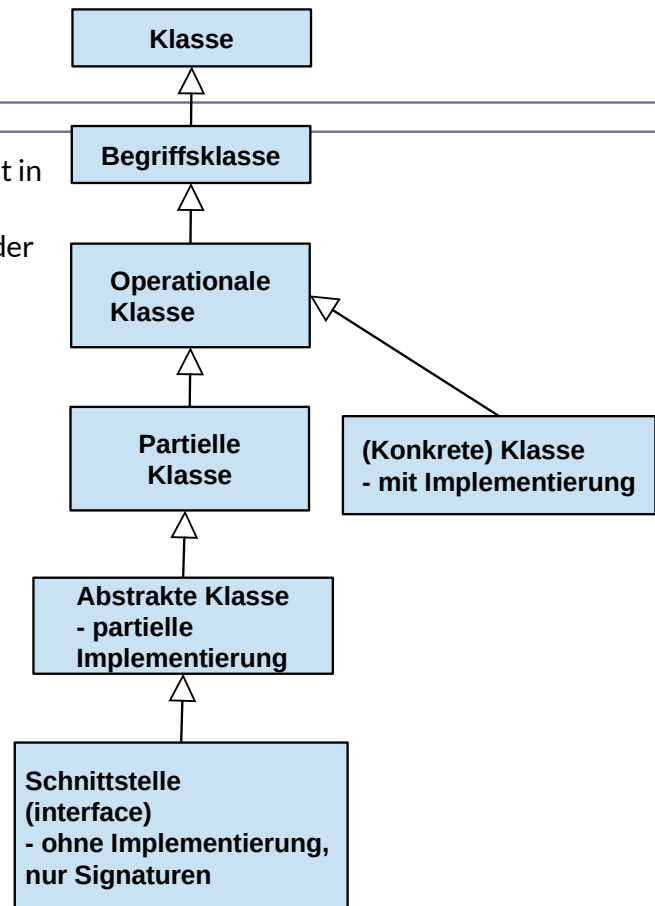 Klasse
Begriffsklasse
t in
Operationale
Klasse
Partielle
Klasse
(Konkrete) Klasse
- mit Implementierung
Abstrakte Klasse
- partielle
Implementierung
Schnittstelle
(interface)
- ohne Implementierung,
nur Signaturen